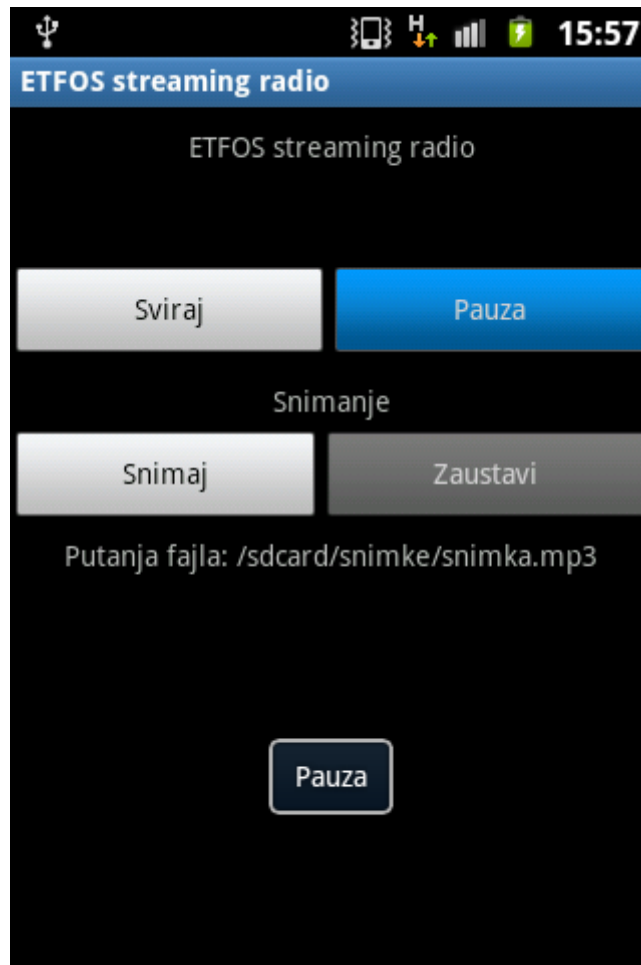 H 15:57
ETFOS streaming radio
ETFOS streaming radio
Sviraj Pauza
Snimanje
Snimaj Zaustavi
Putanja fajla: /sdcard/snimke/snimka.mp3
Pauza